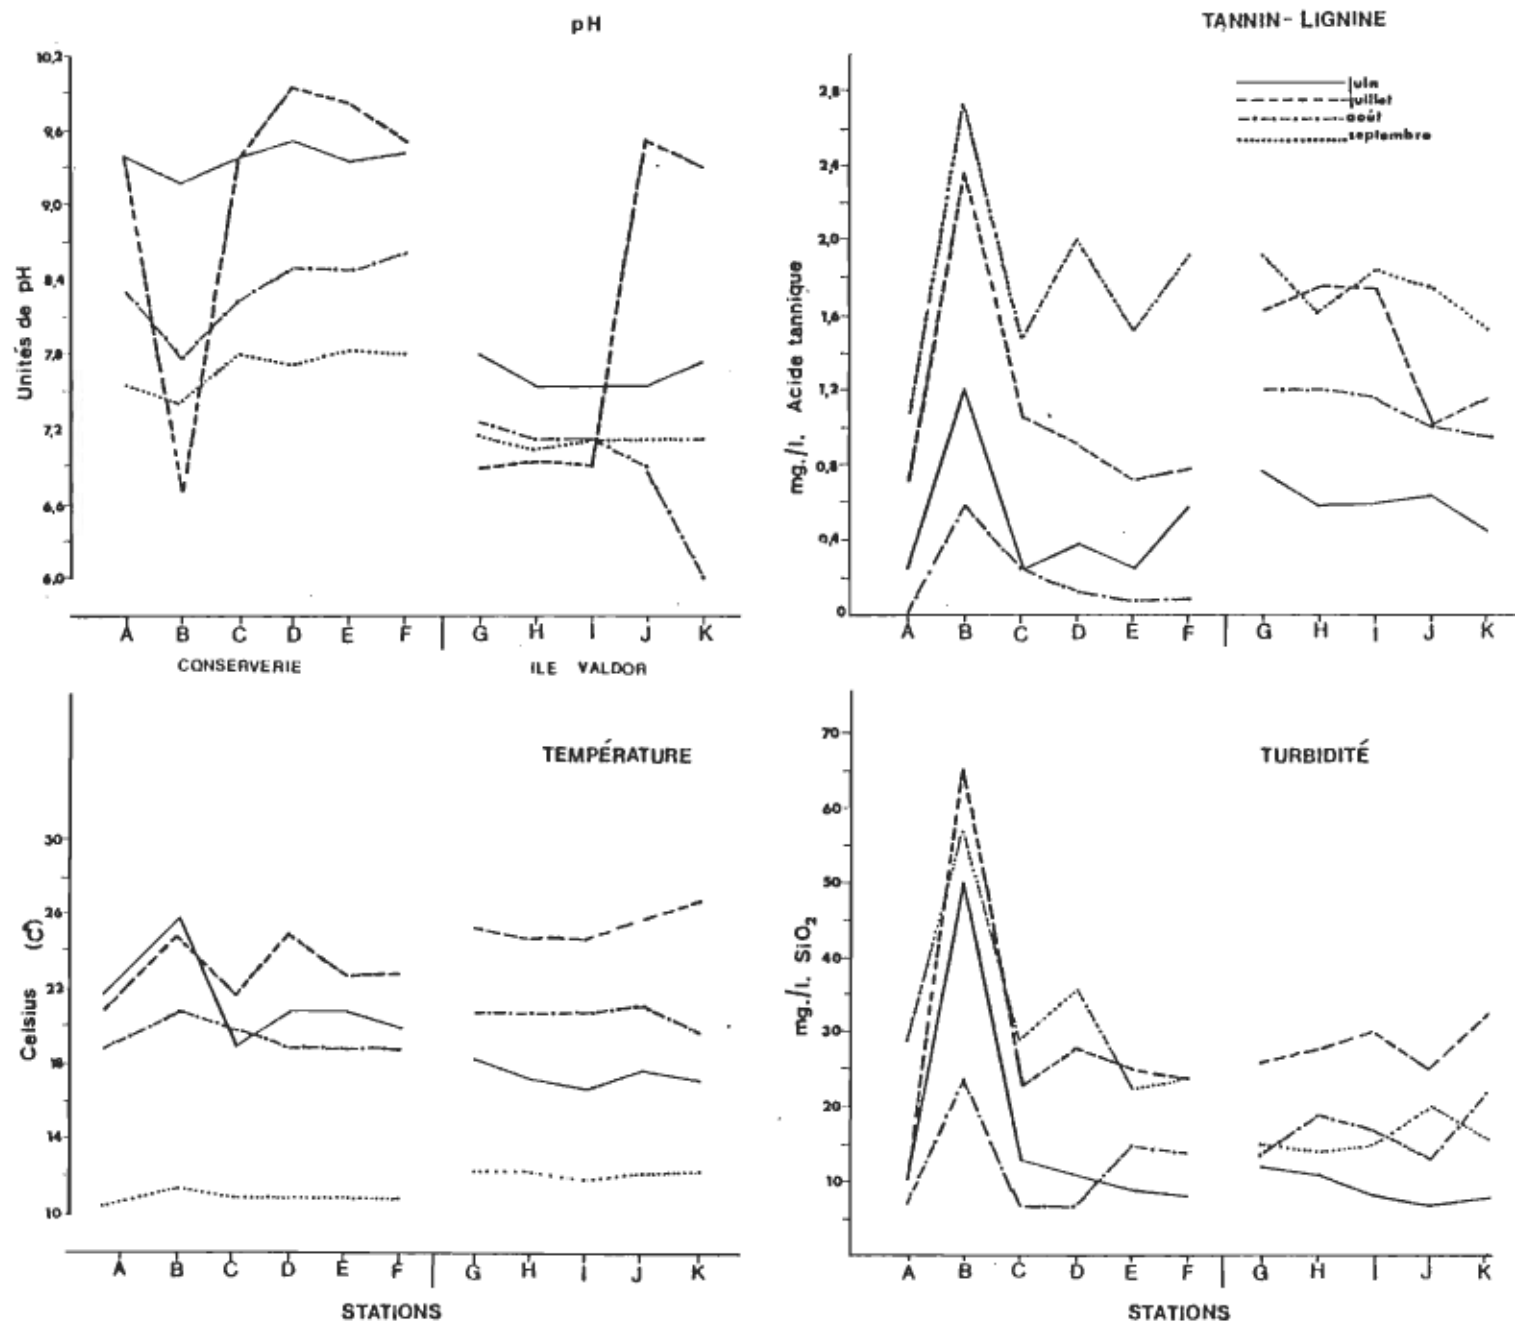 pH
10,2
9,6
9,0
8,4
7,8
7,2
6,6
6,0
Unités de pH
A B C D E F G H I J K
CONSERVERIE ILE VALDOR
TANNIN-LIGNINE
juin
juillet
août
septembre
2,8
2,4
2,0
1,6
1,2
0,8
0,4
0
mg./l. Acide tannique
A B C D E F G H I J K
TEMPÉRATURE
30
26
22
18
14
10
Celsius (C°)
A B C D E F G H I J K
STATIONS
TURBIDITÉ
70
60
50
40
30
20
10
mg./l. SiO₂
A B C D E F G H I J K
STATIONS